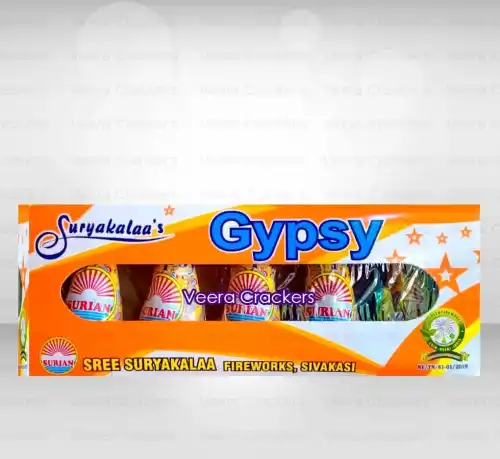 Suryakalaa's
Gypsy
SURIAN
SURIAN
SURIAN
SURIAN
Veera Crackers
SURIAN
SREE SURYAKALAA FIREWORKS, SIVAKASI